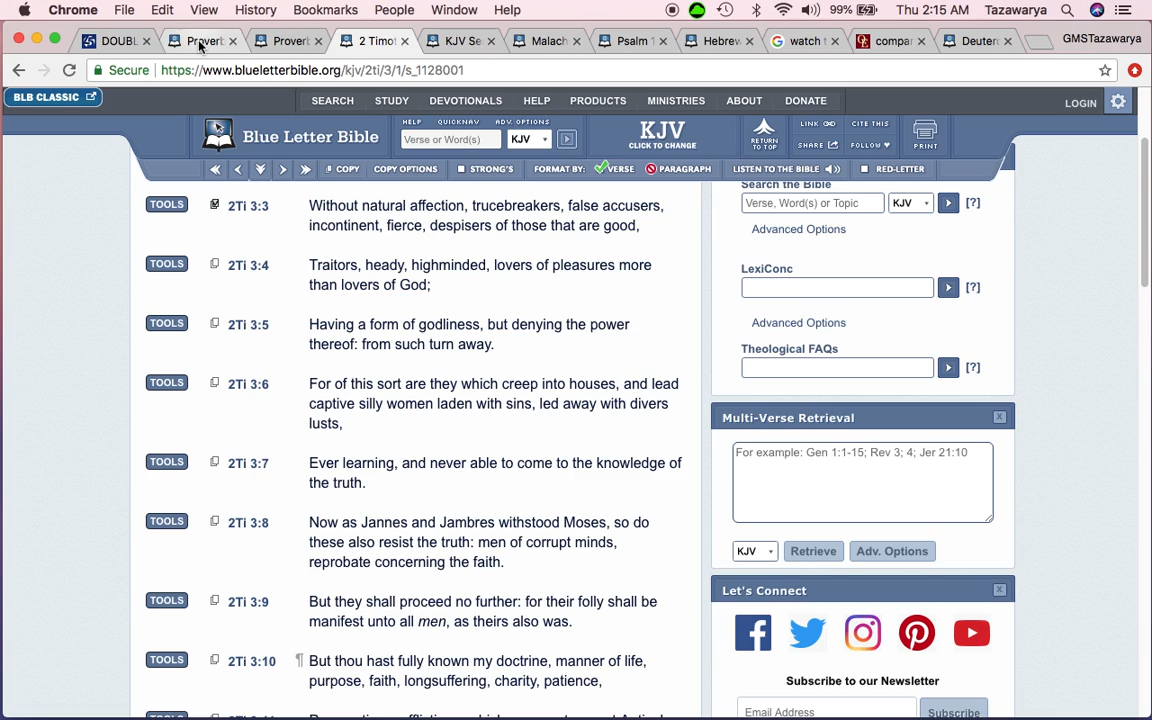 Chrome File Edit View History Bookmarks People Window Help 99% Thu 2:15 AM Tazawarya
DOUBL Proverb Proverb 2 Timot KJV Se Malach Psalm 1 Hebrew watch t compar Deutero GMSTazawarya
Secure https://www.blueletterbible.org/kjv/2ti/3/1/s_1128001
BLB CLASSIC SEARCH STUDY DEVOTIONALS HELP PRODUCTS MINISTRIES ABOUT DONATE LOGIN
HELP QUICKNAV ADV. OPTIONS
Blue Letter Bible Verse or Word(s) KJV
KJV
CLICK TO CHANGE
RETURN TO TOP
LINK CITE THIS
SHARE FOLLOW PRINT
COPY COPY OPTIONS STRONG'S FORMAT BY: VERSE PARAGRAPH LISTEN TO THE BIBLE RED-LETTER
TOOLS 2Ti 3:3 Without natural affection, trucebreakers, false accusers,
incontinent, fierce, despisers of those that are good,
TOOLS 2Ti 3:4 Traitors, heady, highminded, lovers of pleasures more
than lovers of God;
TOOLS 2Ti 3:5 Having a form of godliness, but denying the power
thereof: from such turn away.
TOOLS 2Ti 3:6 For of this sort are they which creep into houses, and lead
captive silly women laden with sins, led away with divers
lusts,
TOOLS 2Ti 3:7 Ever learning, and never able to come to the knowledge of
the truth.
TOOLS 2Ti 3:8 Now as Jannes and Jambres withstood Moses, so do
these also resist the truth: men of corrupt minds,
reprobate concerning the faith.
TOOLS 2Ti 3:9 But they shall proceed no further: for their folly shall be
manifest unto all men, as theirs also was.
TOOLS 2Ti 3:10 ¶ But thou hast fully known my doctrine, manner of life,
purpose, faith, longsuffering, charity, patience,
Search the Bible
Verse, Word(s) or Topic KJV [?]
Advanced Options
LexiConc
[?]
Advanced Options
Theological FAQs
[?]
Multi-Verse Retrieval X
For example: Gen 1:1-15; Rev 3; 4; Jer 21:10
KJV Retrieve Adv. Options
Let's Connect X
Subscribe to our Newsletter
Email Address Subscribe